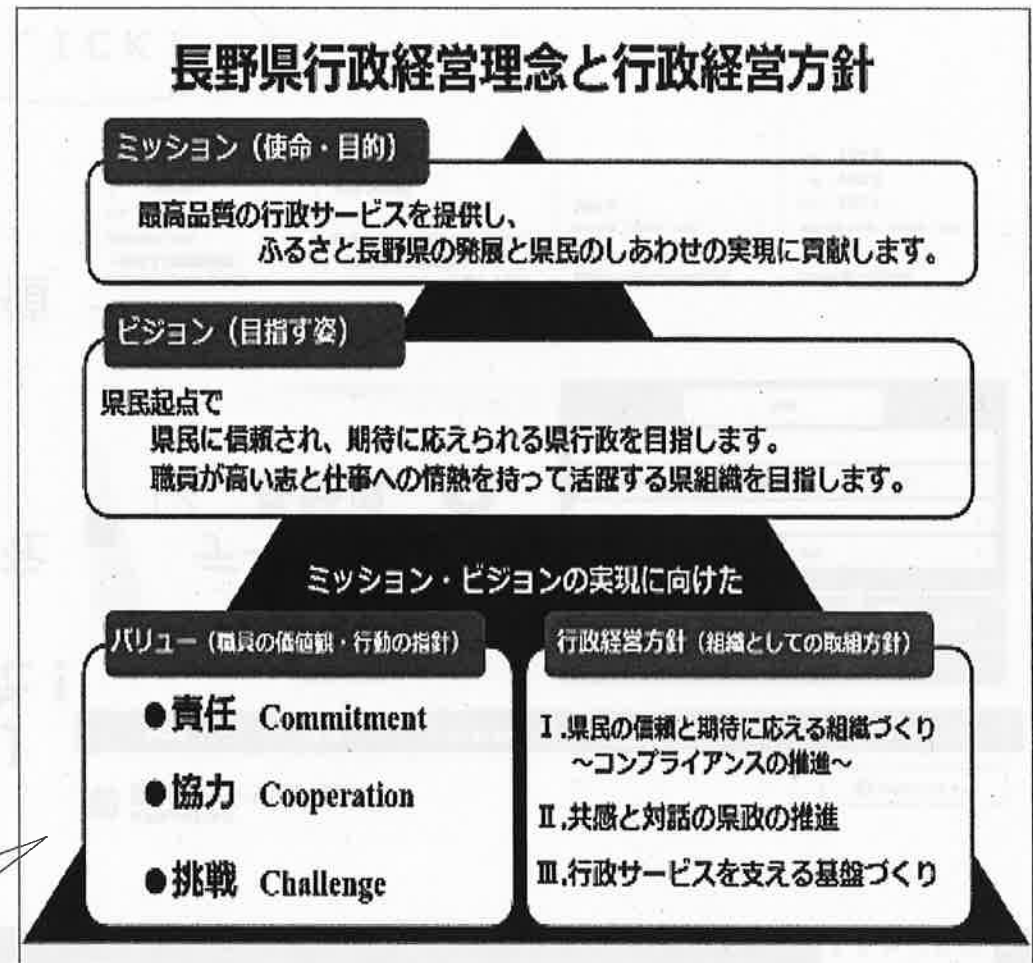 長野県行政経営理念と行政経営方針
ミッション（使命・目的）
最高品質の行政サービスを提供し、
ふるさと長野県の発展と県民のしあわせの実現に貢献します。
ビジョン（目指す姿）
県民起点で
県民に信頼され、期待に応えられる県行政を目指します。
職員が高い志と仕事への情熱を持って活躍する県組織を目指します。
ミッション・ビジョンの実現に向けた
バリュー（職員の価値観・行動の指針）
●責任 Commitment
●協力 Cooperation
●挑戦 Challenge
行政経営方針（組織としての取組方針）
Ⅰ.県民の信頼と期待に応える組織づくり
～コンプライアンスの推進～
Ⅱ.共感と対話の県政の推進
Ⅲ.行政サービスを支える基盤づくり